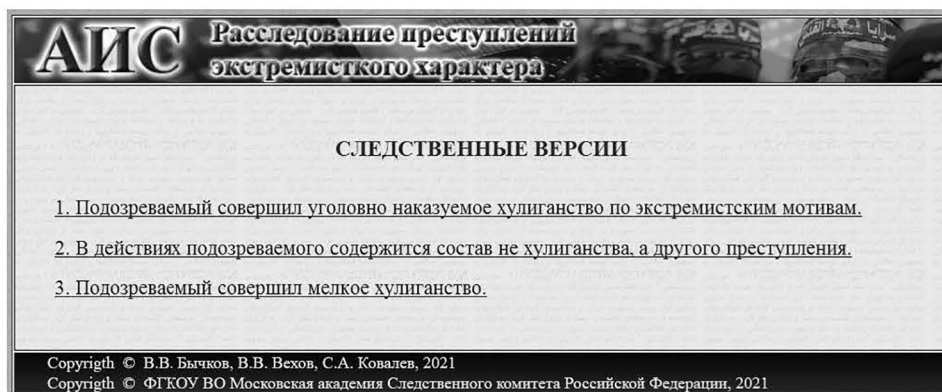 АИС
Расследование преступлений
экстремисткого характера
СЛЕДСТВЕННЫЕ ВЕРСИИ
1. Подозреваемый совершил уголовно наказуемое хулиганство по экстремистским мотивам.
2. В действиях подозреваемого содержится состав не хулиганства, а другого преступления.
3. Подозреваемый совершил мелкое хулиганство.
Copyrigth © В.В. Бычков, В.В. Вехов, С.А. Ковалев, 2021
Copyrigth © ФГКОУ ВО Московская академия Следственного комитета Российской Федерации, 2021